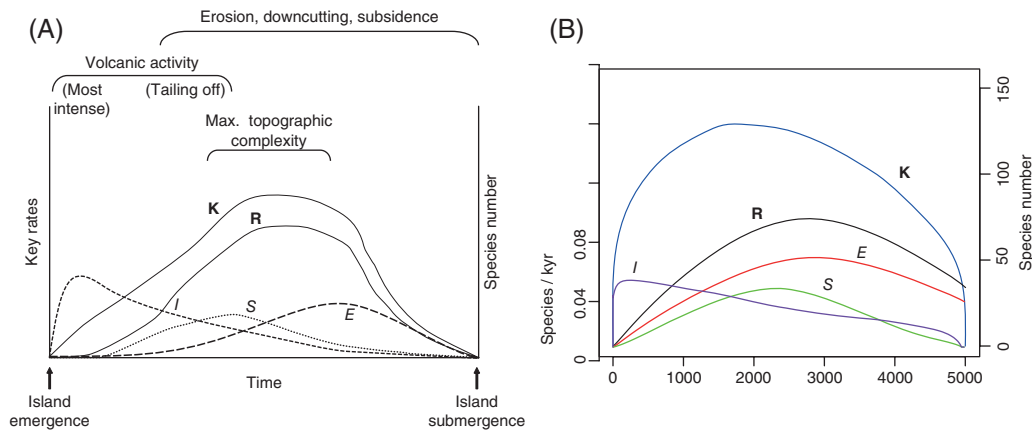 (A)
Erosion, downcutting, subsidence
Volcanic activity
(Most intense)
(Tailing off)
Max. topographic
complexity
Key rates
Species number
K
R
I
S
E
Time
Island
emergence
Island
submergence
(B)
Species / kyr
0
0.04
0.08
Species number
0
50
100
150
K
R
E
I
S
0
1000
2000
3000
4000
5000